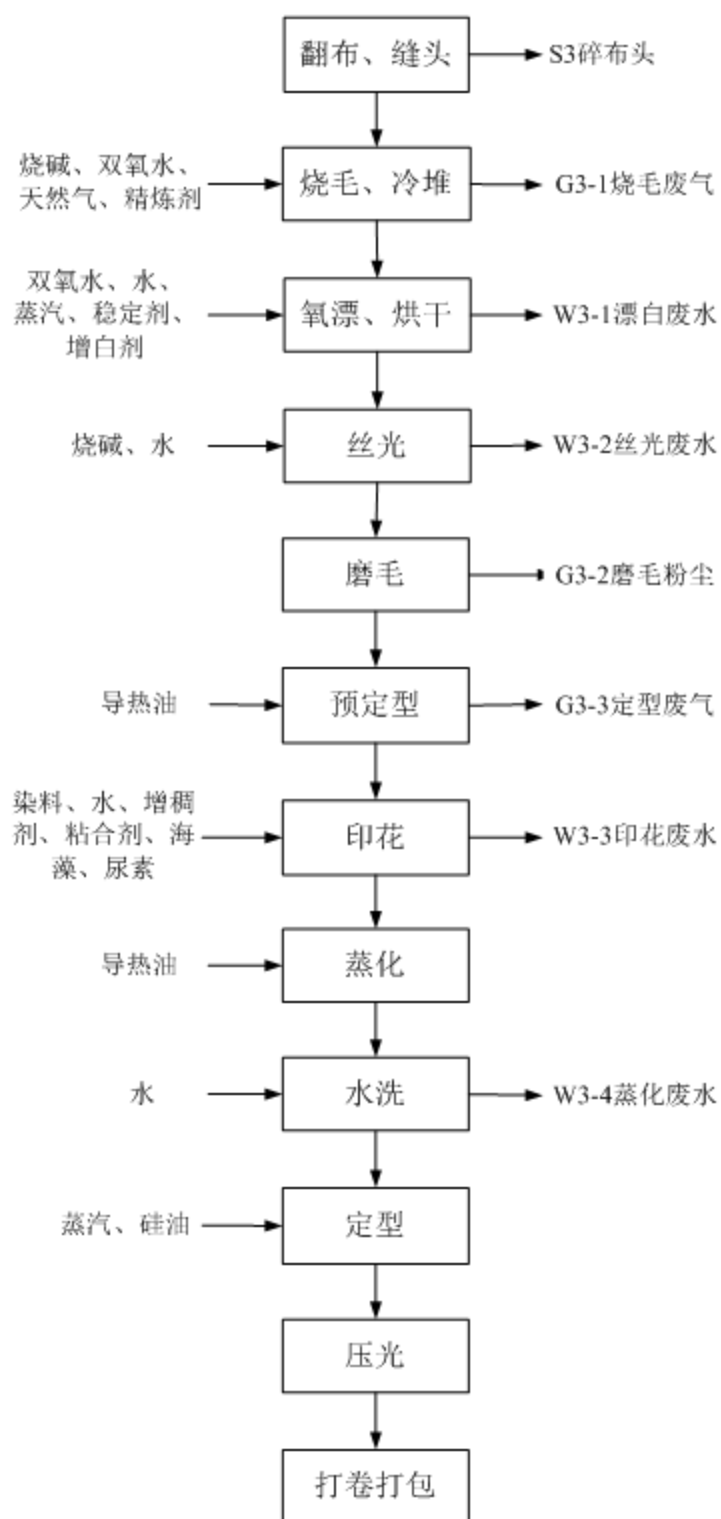 翻布、缝头
S3碎布头
烧碱、双氧水、
天然气、精炼剂
烧毛、冷堆
G3-1烧毛废气
双氧水、水、
蒸汽、稳定剂、
增白剂
氧漂、烘干
W3-1漂白废水
烧碱、水
丝光
W3-2丝光废水
磨毛
G3-2磨毛粉尘
导热油
预定型
G3-3定型废气
染料、水、增稠
剂、粘合剂、海
藻、尿素
印花
W3-3印花废水
导热油
蒸化
水
水洗
W3-4蒸化废水
蒸汽、硅油
定型
压光
打卷打包